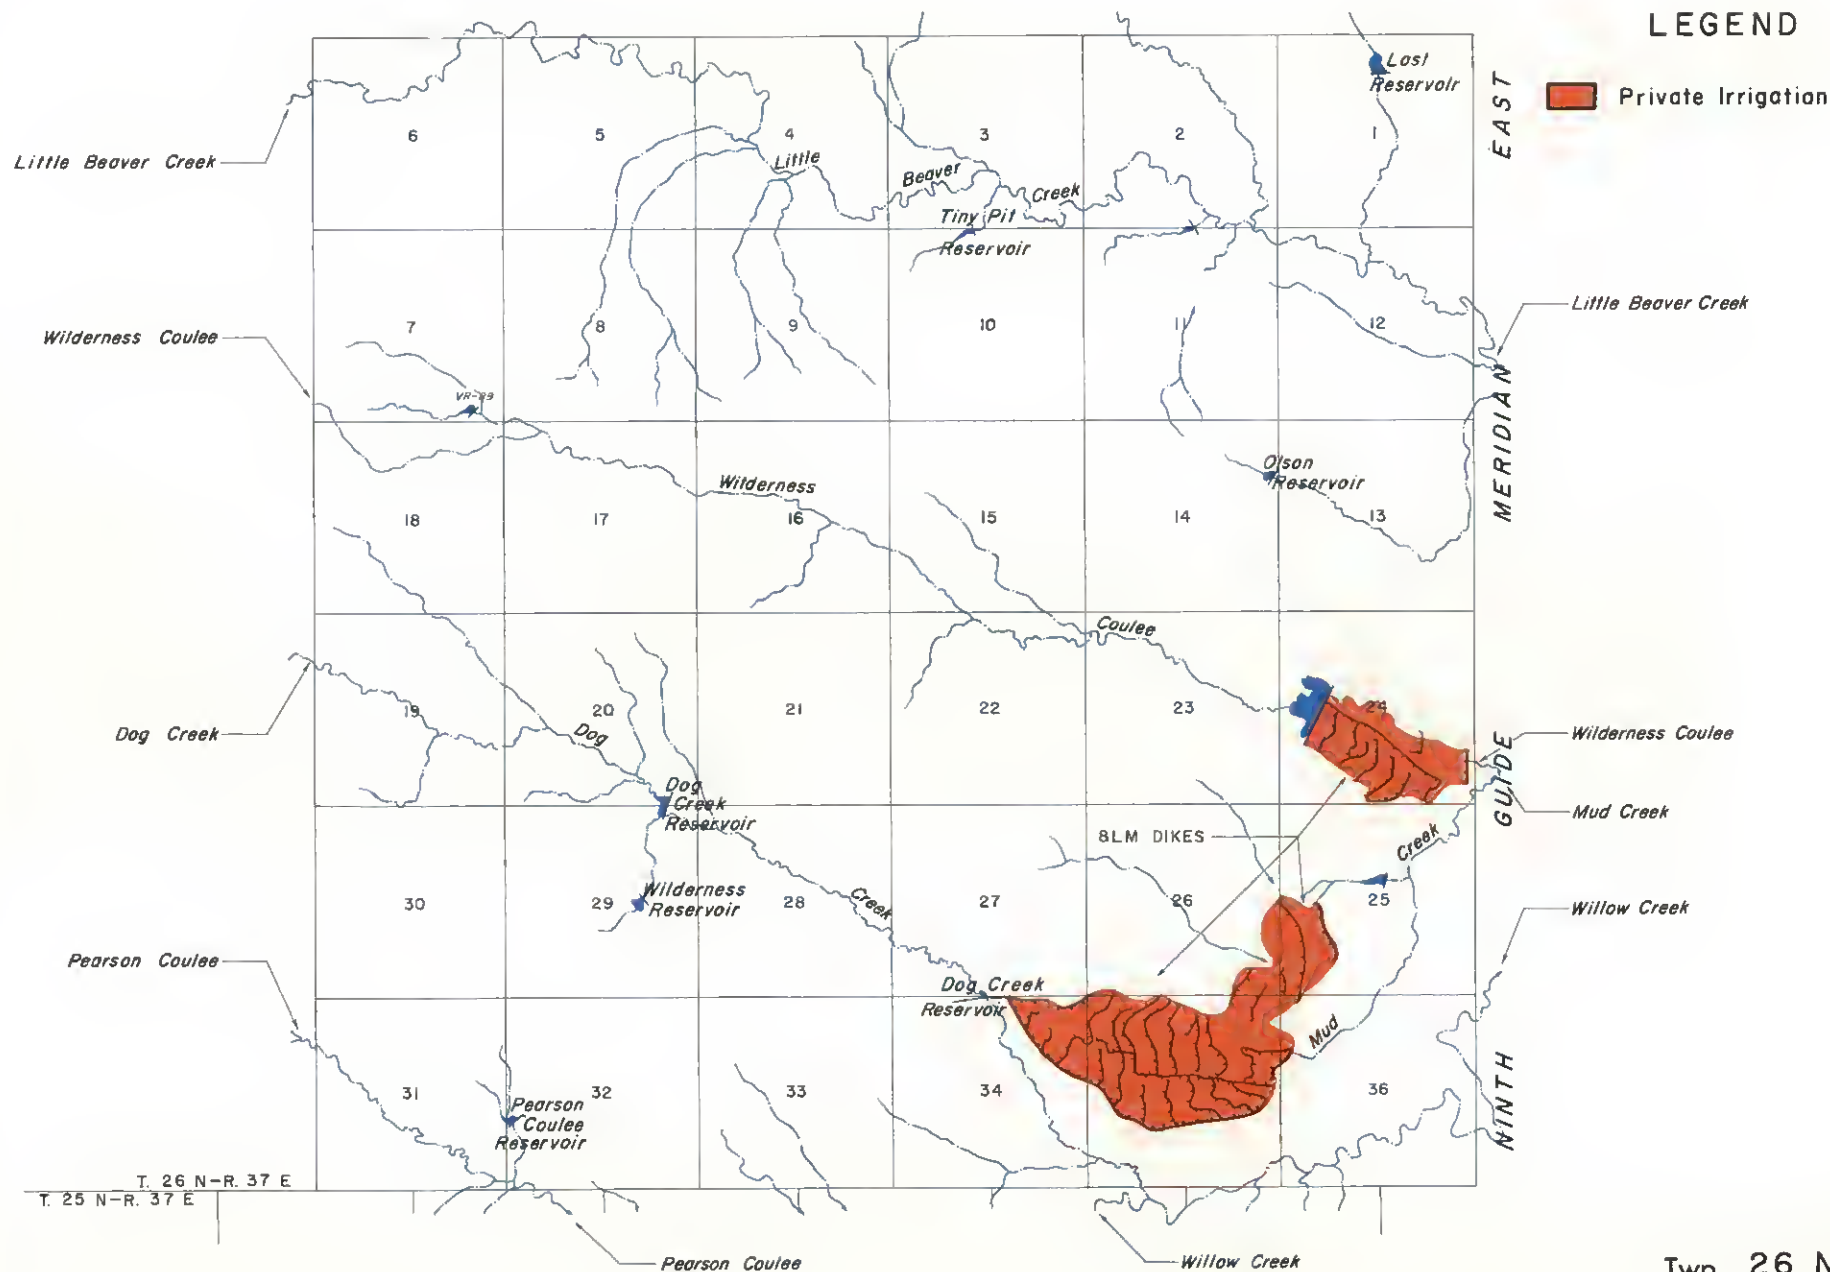 LEGEND
Private Irrigation
EAST
MERIDIAN
GUIDE
NINTH
Lost
Reservoir
6
5
4
3
2
1
Little Beaver Creek
Little
Beaver
Creek
Tiny Pit
Reservoir
Little Beaver Creek
7
8
9
10
11
12
Wilderness Coulee
VR-29
Olson
Reservoir
Wilderness
18
17
16
15
14
13
Coulee
19
20
21
22
23
24
Dog Creek
Dog
Wilderness Coulee
Dog
Creek
Reservoir
Mud Creek
BLM DIKES
Creek
30
29
28
27
26
25
Wilderness
Reservoir
Creek
Willow Creek
Pearson Coulee
Dog Creek
Reservoir
Mud
31
32
33
34
36
Pearson
Coulee
Reservoir
T. 26 N-R. 37 E
T. 25 N-R. 37 E
Pearson Coulee
Willow Creek
Twp. 26 N